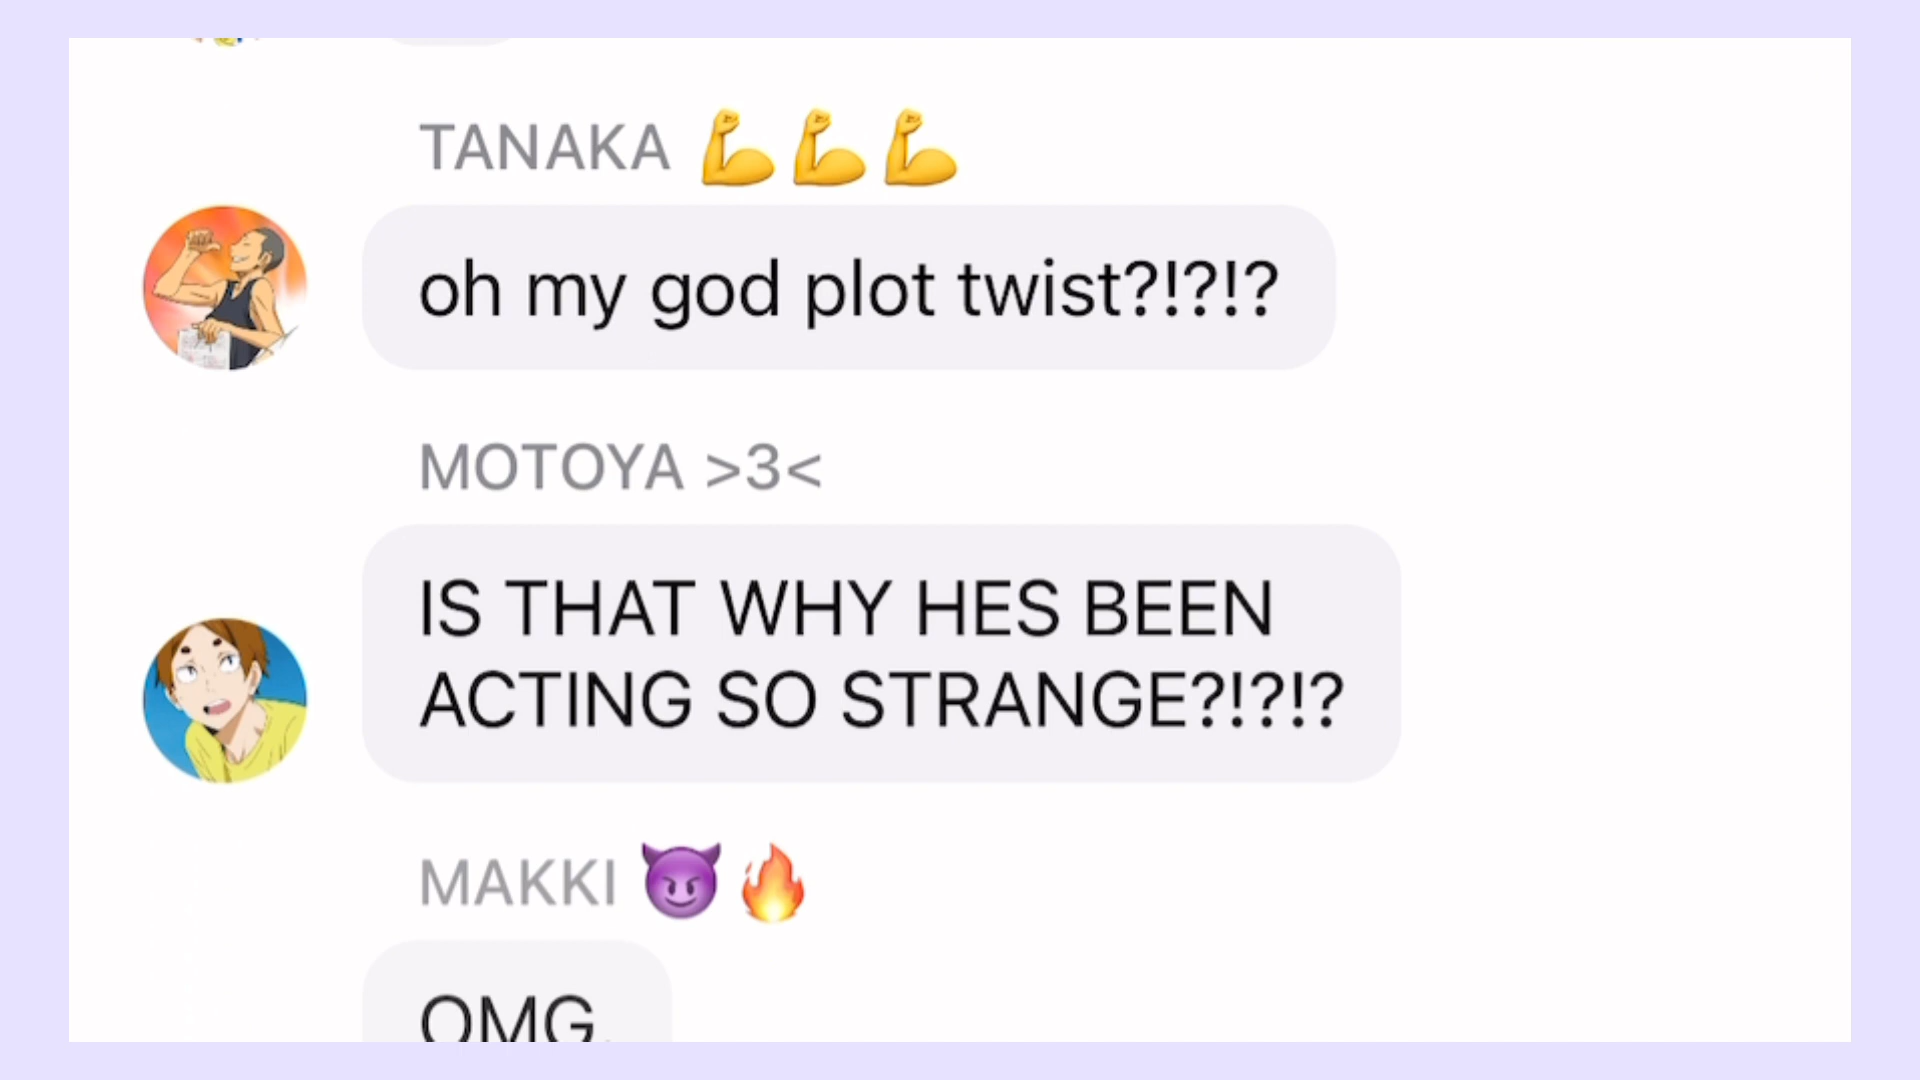 TANAKA 💪💪💪
oh my god plot twist?!?!?
MOTOYA >3<
IS THAT WHY HES BEEN
ACTING SO STRANGE?!?!?
MAKKI 😈🔥
OMG.